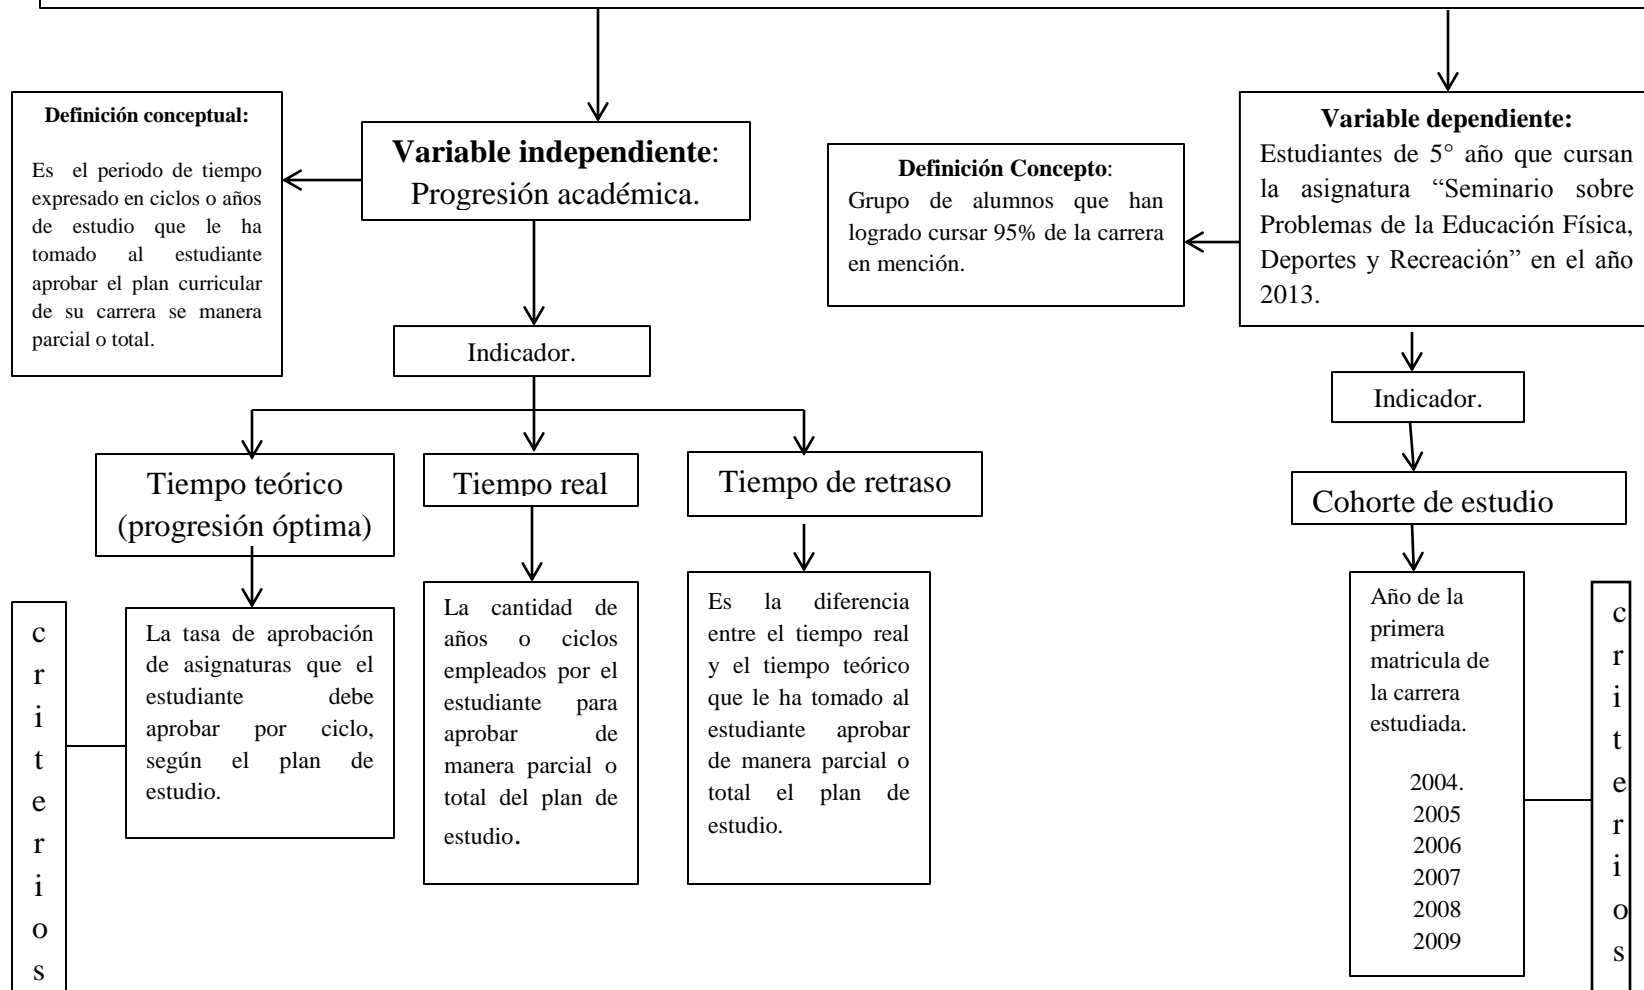 Definición conceptual:
Es el periodo de tiempo
expresado en ciclos o años
de estudio que le ha
tomado al estudiante
aprobar el plan curricular
de su carrera se manera
parcial o total.
Variable independiente:
Progresión académica.
Definición Concepto:
Grupo de alumnos que han
logrado cursar 95% de la carrera
en mención.
Variable dependiente:
Estudiantes de 5° año que cursan
la asignatura “Seminario sobre
Problemas de la Educación Física,
Deportes y Recreación” en el año
2013.
Indicador.
Indicador.
Tiempo teórico
(progresión óptima)
Tiempo real
Tiempo de retraso
Cohorte de estudio
c
r
i
t
e
r
i
o
s
La tasa de aprobación
de asignaturas que el
estudiante debe
aprobar por ciclo,
según el plan de
estudio.
La cantidad de
años o ciclos
empleados por el
estudiante para
aprobar de
manera parcial o
total del plan de
estudio.
Es la diferencia
entre el tiempo real
y el tiempo teórico
que le ha tomado al
estudiante aprobar
de manera parcial o
total el plan de
estudio.
Año de la
primera
matricula de
la carrera
estudiada.
2004.
2005
2006
2007
2008
2009
c
r
i
t
e
r
i
o
s